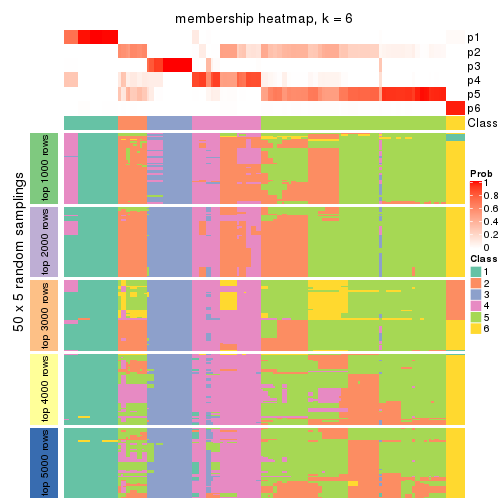 membership heatmap, k = 6
p1
p2
p3
p4
p5
p6
Class
50 x 5 random samplings
top 1000 rows
top 2000 rows
top 3000 rows
top 4000 rows
top 5000 rows
Prob
1
0.8
0.6
0.4
0.2
0
Class
1
2
3
4
5
6